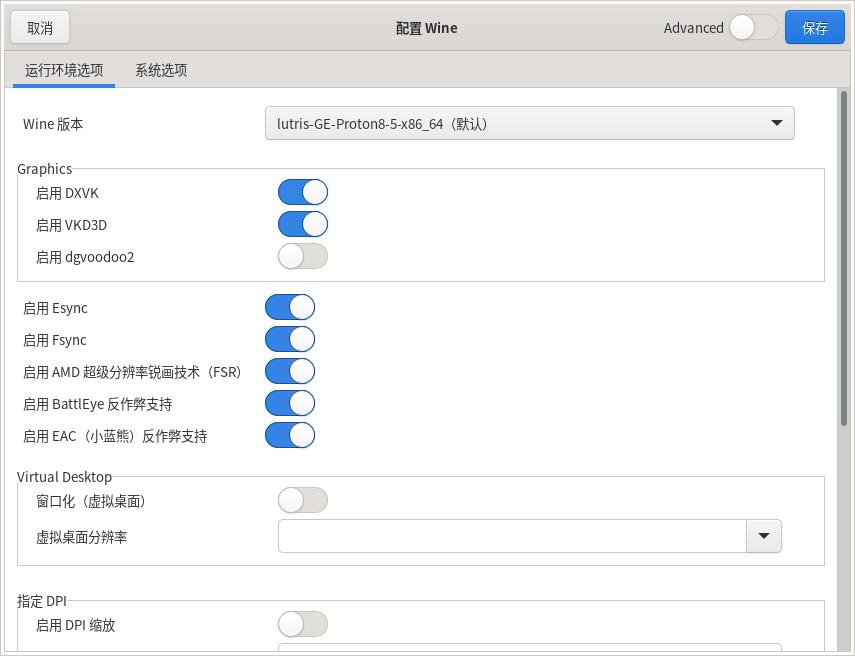 取消
配置 Wine
Advanced
保存
运行环境选项
系统选项
Wine 版本
lutris-GE-Proton8-5-x86_64（默认）
Graphics
启用 DXVK
启用 VKD3D
启用 dgvoodoo2
启用 Esync
启用 Fsync
启用 AMD 超级分辨率锐画技术（FSR）
启用 BattlEye 反作弊支持
启用 EAC（小蓝熊）反作弊支持
Virtual Desktop
窗口化（虚拟桌面）
虚拟桌面分辨率
指定 DPI
启用 DPI 缩放